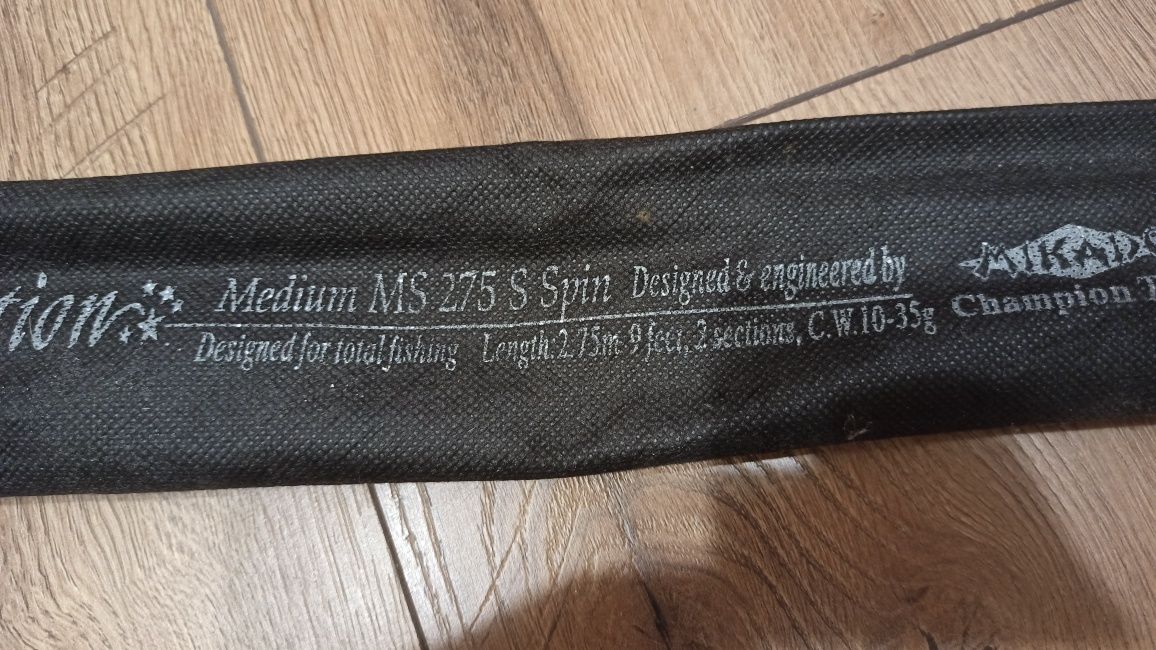 tion
Medium MS 275 S Spin Designed & engineered by
Designed for total fishing Length:2.75m-9 feet, 2 sections, C.W.10-35g
MIKAD
Champion T